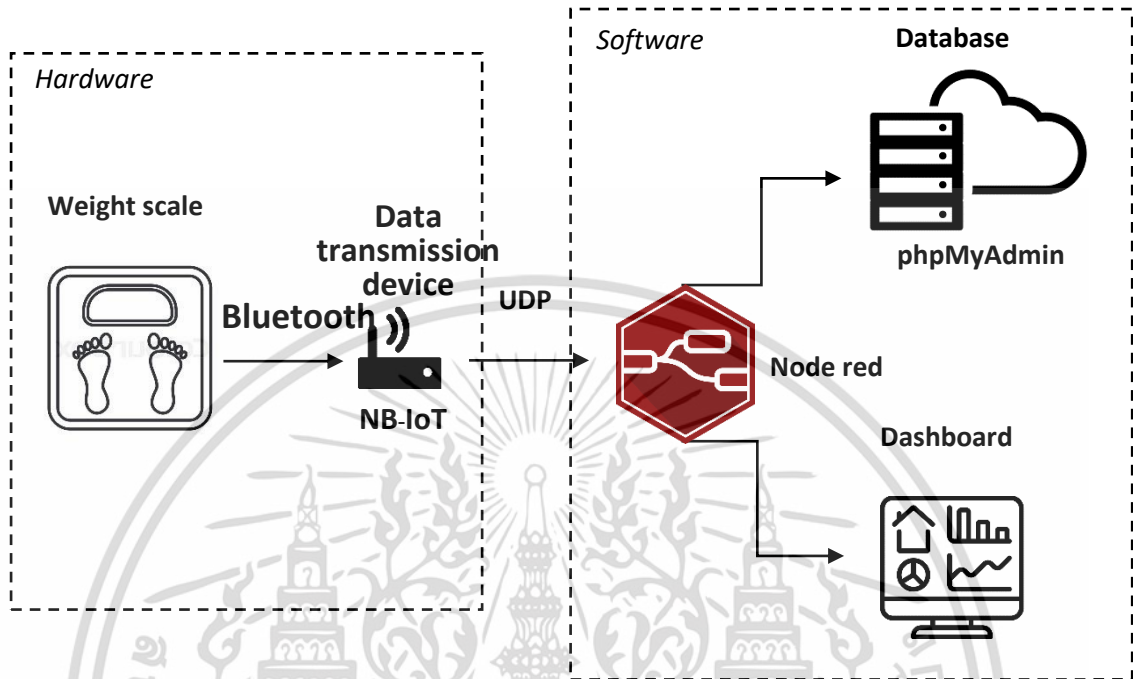 Hardware
Weight scale
Bluetooth
Data
transmission
device
NB-IoT
UDP
Software
Database
phpMyAdmin
Node red
Dashboard